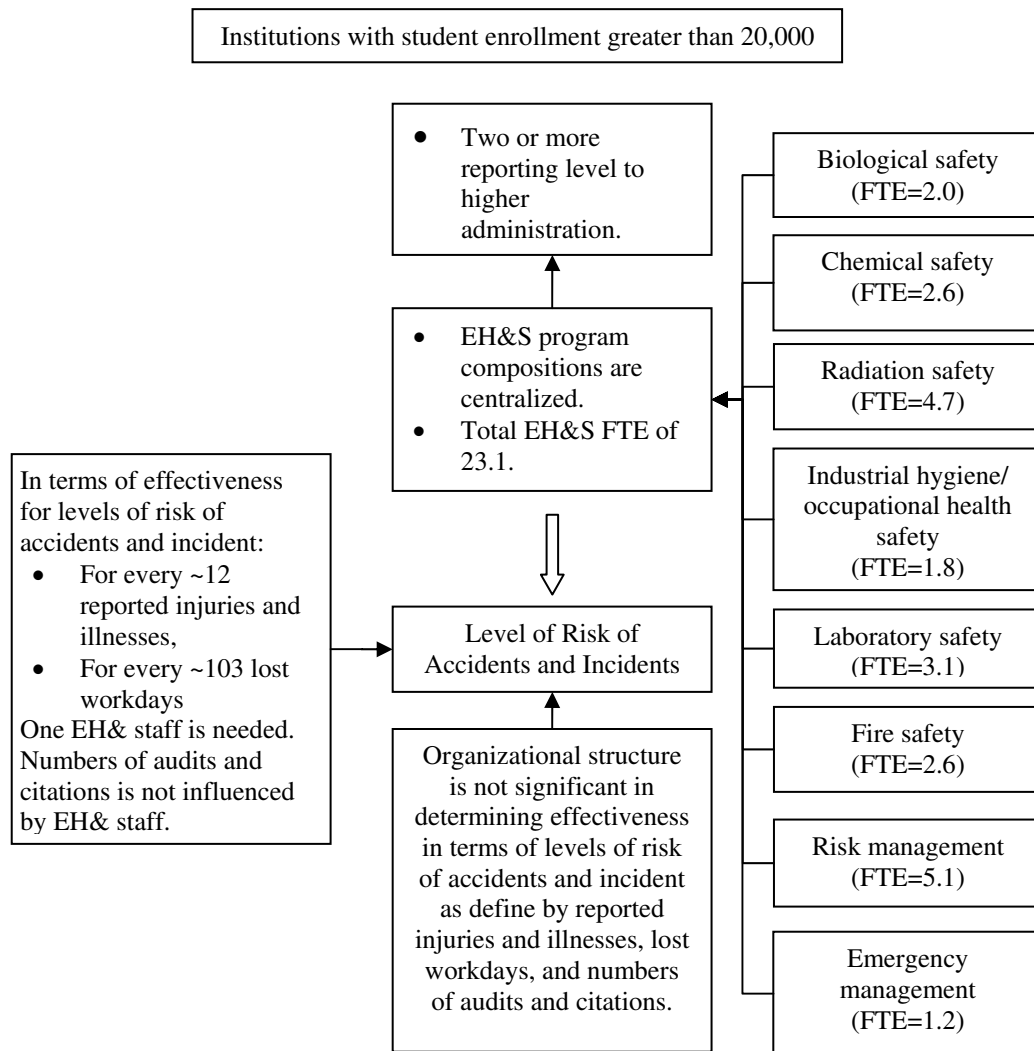 Institutions with student enrollment greater than 20,000
• Two or more
reporting level to
higher
administration.
• EH&S program
compositions are
centralized.
• Total EH&S FTE of
23.1.
In terms of effectiveness
for levels of risk of
accidents and incident:
• For every ~12
reported injuries and
illnesses,
• For every ~103 lost
workdays
One EH& staff is needed.
Numbers of audits and
citations is not influenced
by EH& staff.
Level of Risk of
Accidents and Incidents
Organizational structure
is not significant in
determining effectiveness
in terms of levels of risk
of accidents and incident
as define by reported
injuries and illnesses, lost
workdays, and numbers
of audits and citations.
Biological safety
(FTE=2.0)
Chemical safety
(FTE=2.6)
Radiation safety
(FTE=4.7)
Industrial hygiene/
occupational health
safety
(FTE=1.8)
Laboratory safety
(FTE=3.1)
Fire safety
(FTE=2.6)
Risk management
(FTE=5.1)
Emergency
management
(FTE=1.2)